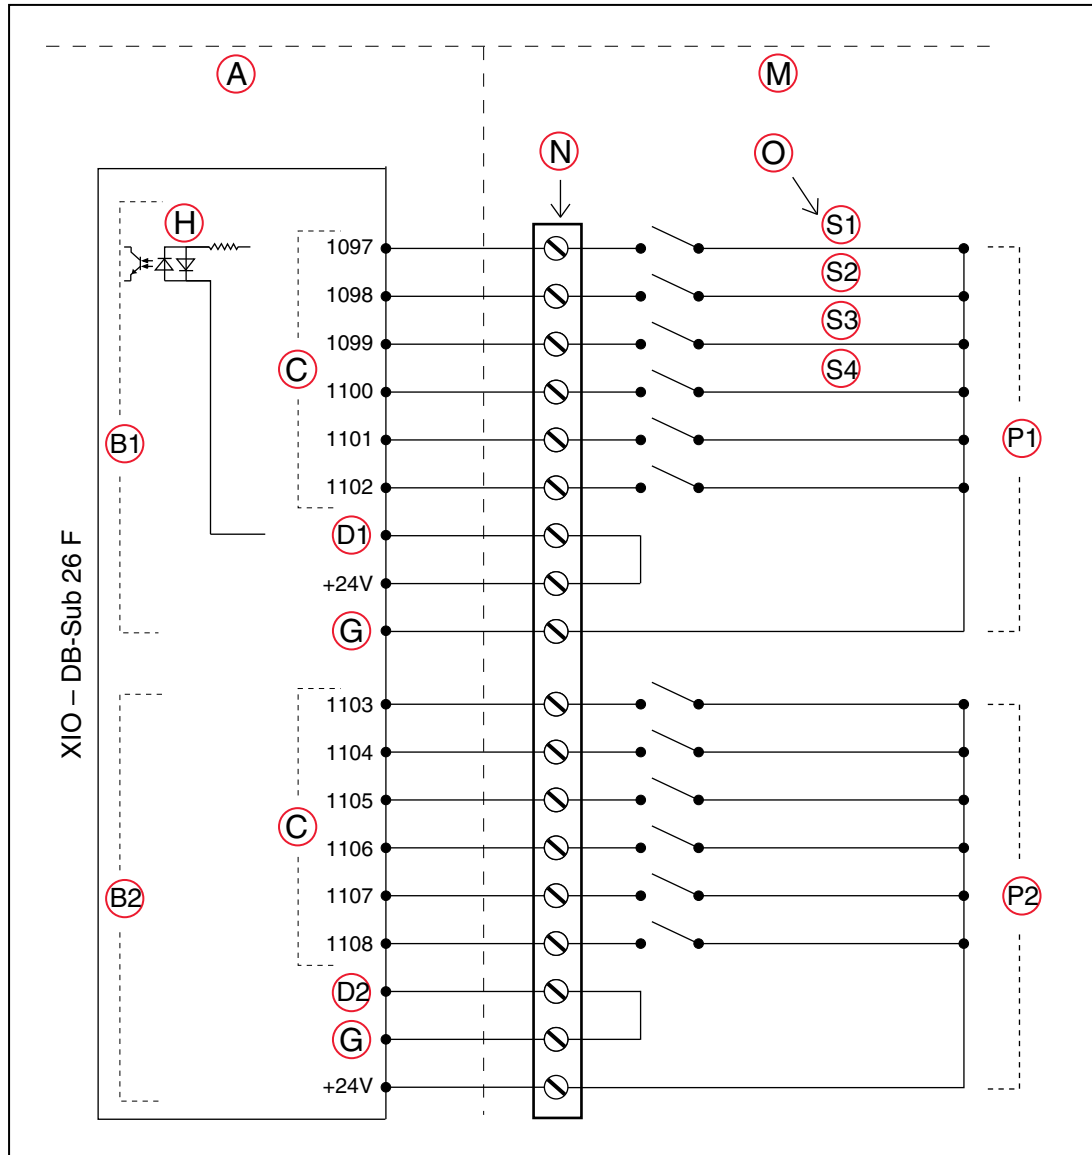 A
M
N
O
H
S1
1097
S2
1098
S3
1099
C
S4
1100
B1
1101
P1
1102
D1
+24V
G
XIO – DB-Sub 26 F
1103
1104
1105
C
1106
B2
1107
P2
1108
D2
G
+24V